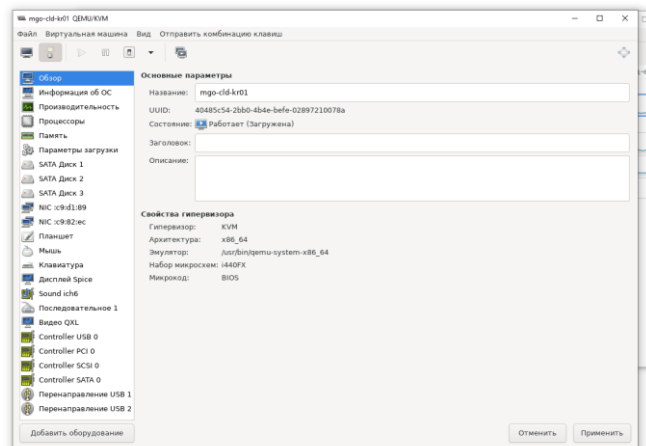 mgo-cld-kr01 QEMU/KVM
Файл Виртуальная машина Вид Отправить комбинацию клавиш
Обзор
Информация об ОС
Производительность
Процессоры
Память
Параметры загрузки
SATA Диск 1
SATA Диск 2
SATA Диск 3
NIC :c9:d1:89
NIC :c9:82:ec
Планшет
Мышь
Клавиатура
Дисплей Spice
Sound ich6
Последовательное 1
Видео QXL
Controller USB 0
Controller PCI 0
Controller SCSI 0
Controller SATA 0
Перенаправление USB 1
Перенаправление USB 2
Добавить оборудование
Основные параметры
Название: mgo-cld-kr01
UUID: 40485c54-2bb0-4b4e-befe-02897210078a
Состояние: Работает (Загружена)
Заголовок:
Описание:
Свойства гипервизора
Гипервизор: KVM
Архитектура: x86_64
Эмулятор: /usr/bin/qemu-system-x86_64
Набор микросхем: i440FX
Микрокод: BIOS
Отменить Применить